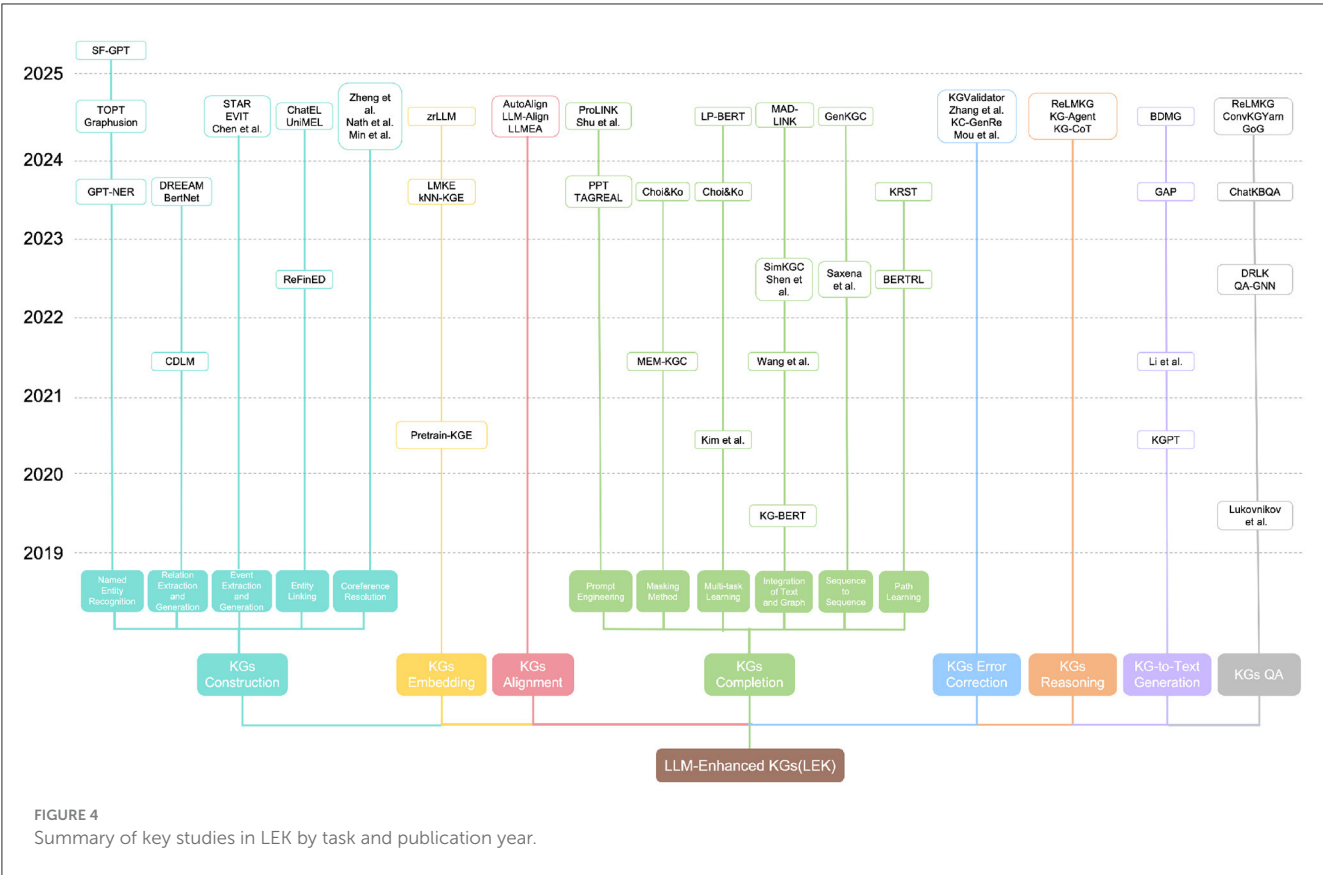 SF-GPT
2025
TOPT
Graphusion
STAR
EVIT
Chen et al.
ChatEL
UniMEL
Zheng et
al.
Nath et al.
Min et al.
zrLLM
AutoAlign
LLM-Align
LLMEA
ProLINK
Shu et al.
LP-BERT
MAD-
LINK
GenKGC
KGValidator
Zhang et al.
KC-GenRe
Mou et al.
ReLMKG
KG-Agent
KG-CoT
BDMG
ReLMKG
ConvKGYarn
GoG
2024
GPT-NER
DREEAM
BertNet
LMKE
kNN-KGE
PPT
TAGREAL
Choi&Ko
Choi&Ko
KRST
GAP
ChatKBQA
2023
ReFinED
SimKGC
Shen et
al.
Saxena
et al.
BERTRL
DRLK
QA-GNN
2022
CDLM
MEM-KGC
Wang et al.
Li et al.
2021
Pretrain-KGE
Kim et al.
KGPT
2020
KG-BERT
Lukovnikov
et al.
2019
Named
Entity
Recognition
Relation
Extraction
and
Generation
Event
Extraction
and
Generation
Entity
Linking
Coreference
Resolution
Prompt
Engineering
Masking
Method
Multi-task
Learning
Integration
of Text
and Graph
Sequence
to
Sequence
Path
Learning
KGs
Construction
KGs
Embedding
KGs
Alignment
KGs
Completion
KGs Error
Correction
KGs
Reasoning
KG-to-Text
Generation
KGs QA
LLM-Enhanced KGs(LEK)
FIGURE 4
Summary of key studies in LEK by task and publication year.